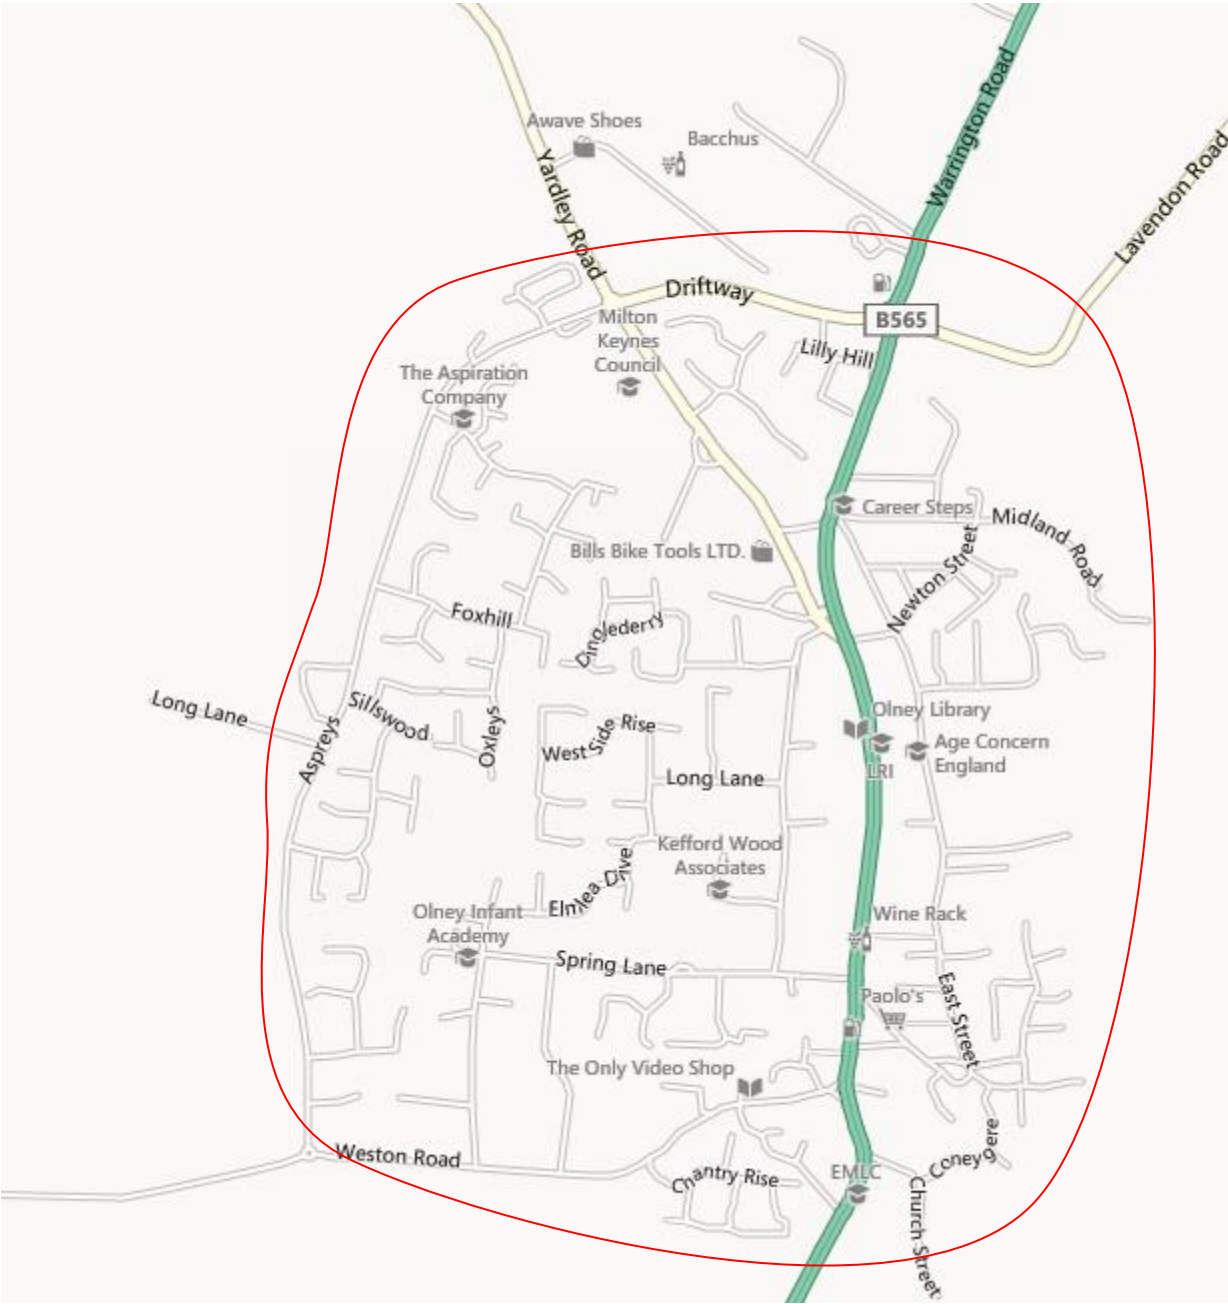 Awave Shoes
Bacchus
Warrington Road
Lavendon Road
Yardley Road
Driftway
B565
Milton
Keynes
Council
Lilly Hill
The Aspiration
Company
Career Steps
Midland Road
Newton Street
Bills Bike Tools LTD.
Foxhill
Dinglederry
Long Lane
Sillswood
Aspreys
Oxleys
West Side Rise
Olney Library
LRI
Age Concern
England
Long Lane
Kefford Wood
Associates
Elmlea Dive
Olney Infant
Academy
Wine Rack
Spring Lane
Paolo's
East Street
The Only Video Shop
Weston Road
Chantry Rise
EMLC
Coneygere
Church Street